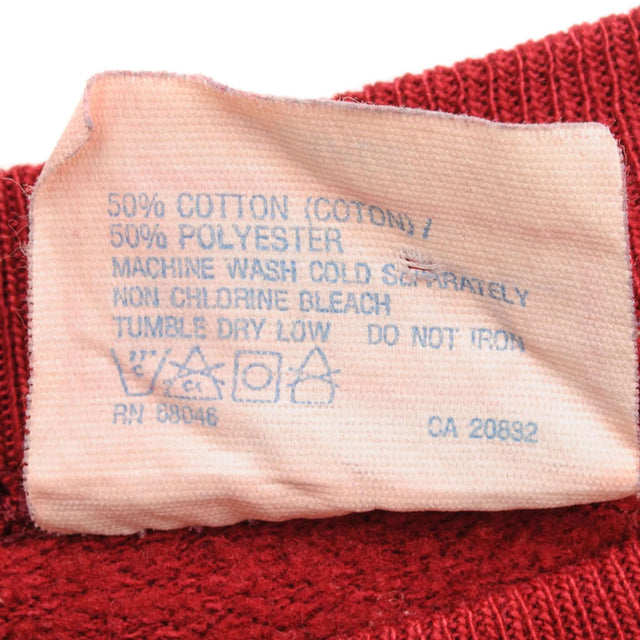 50% COTTON (COTON) /
50% POLYESTER
MACHINE WASH COLD SEPARATELY
NON CHLORINE BLEACH
TUMBLE DRY LOW DO NOT IRON
RN 68046 CA 20892